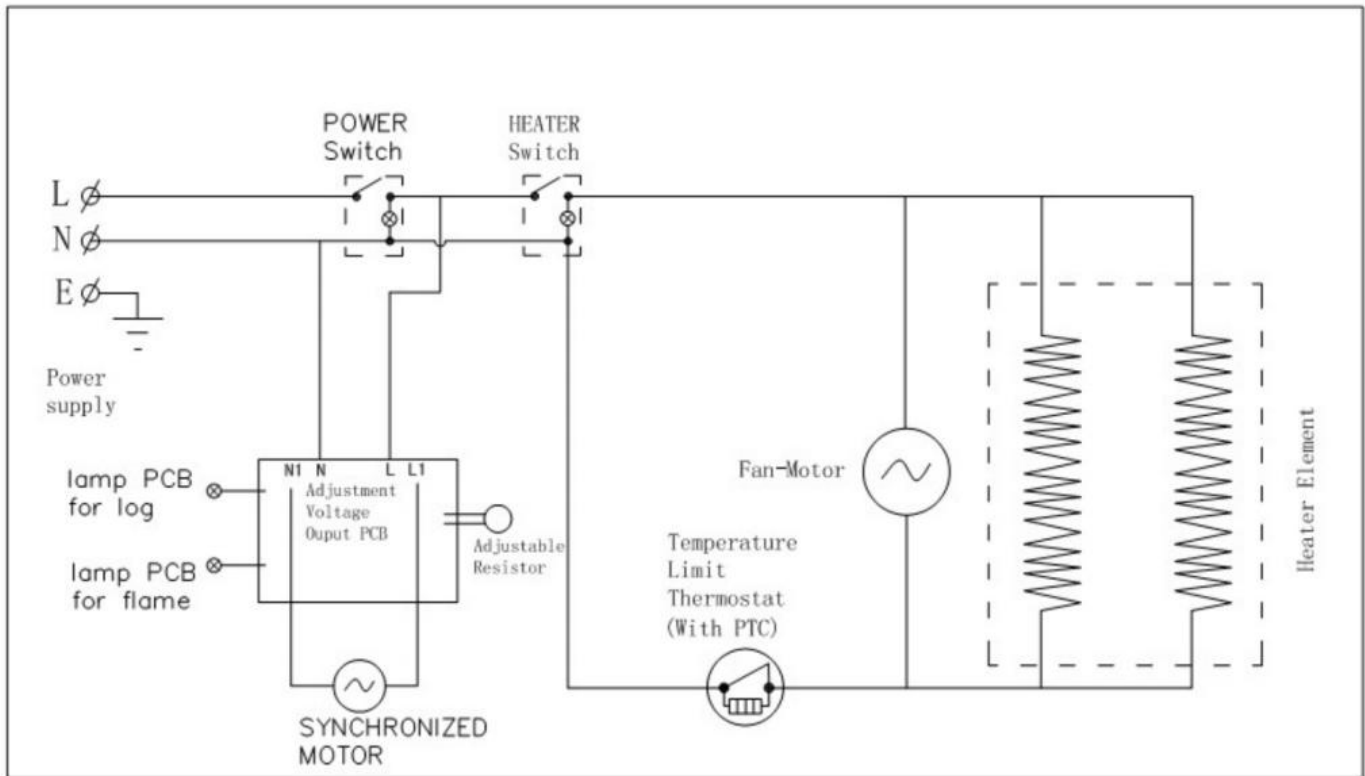 POWER
Switch
HEATER
Switch
L
N
E
Power
supply
lamp PCB
for log
lamp PCB
for flame
N1 N L L1
Adjustment
Voltage
Ouput PCB
Adjustable
Resistor
SYNCHRONIZED
MOTOR
Fan-Motor
Temperature
Limit
Thermostat
(With PTC)
Heater Element